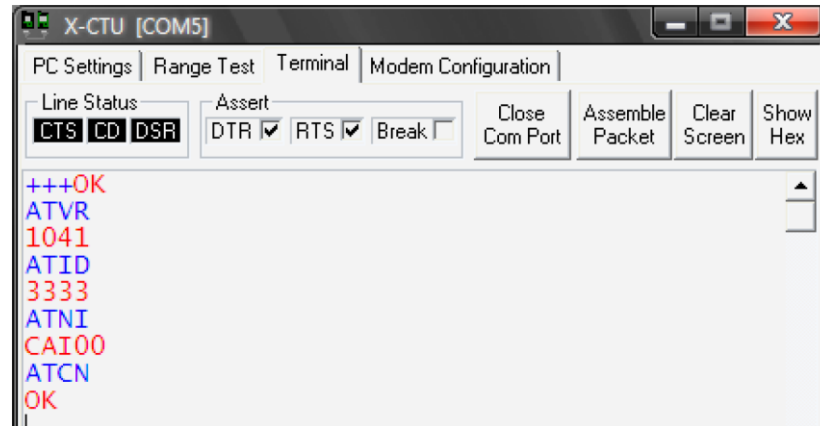 X-CTU [COM5]
PC Settings Range Test Terminal Modem Configuration
Line Status
CTS CD DSR
Assert
DTR RTS Break
Close
Com Port
Assemble
Packet
Clear
Screen
Show
Hex
+++OK
ATVR
1041
ATID
3333
ATNI
CAI00
ATCN
OK